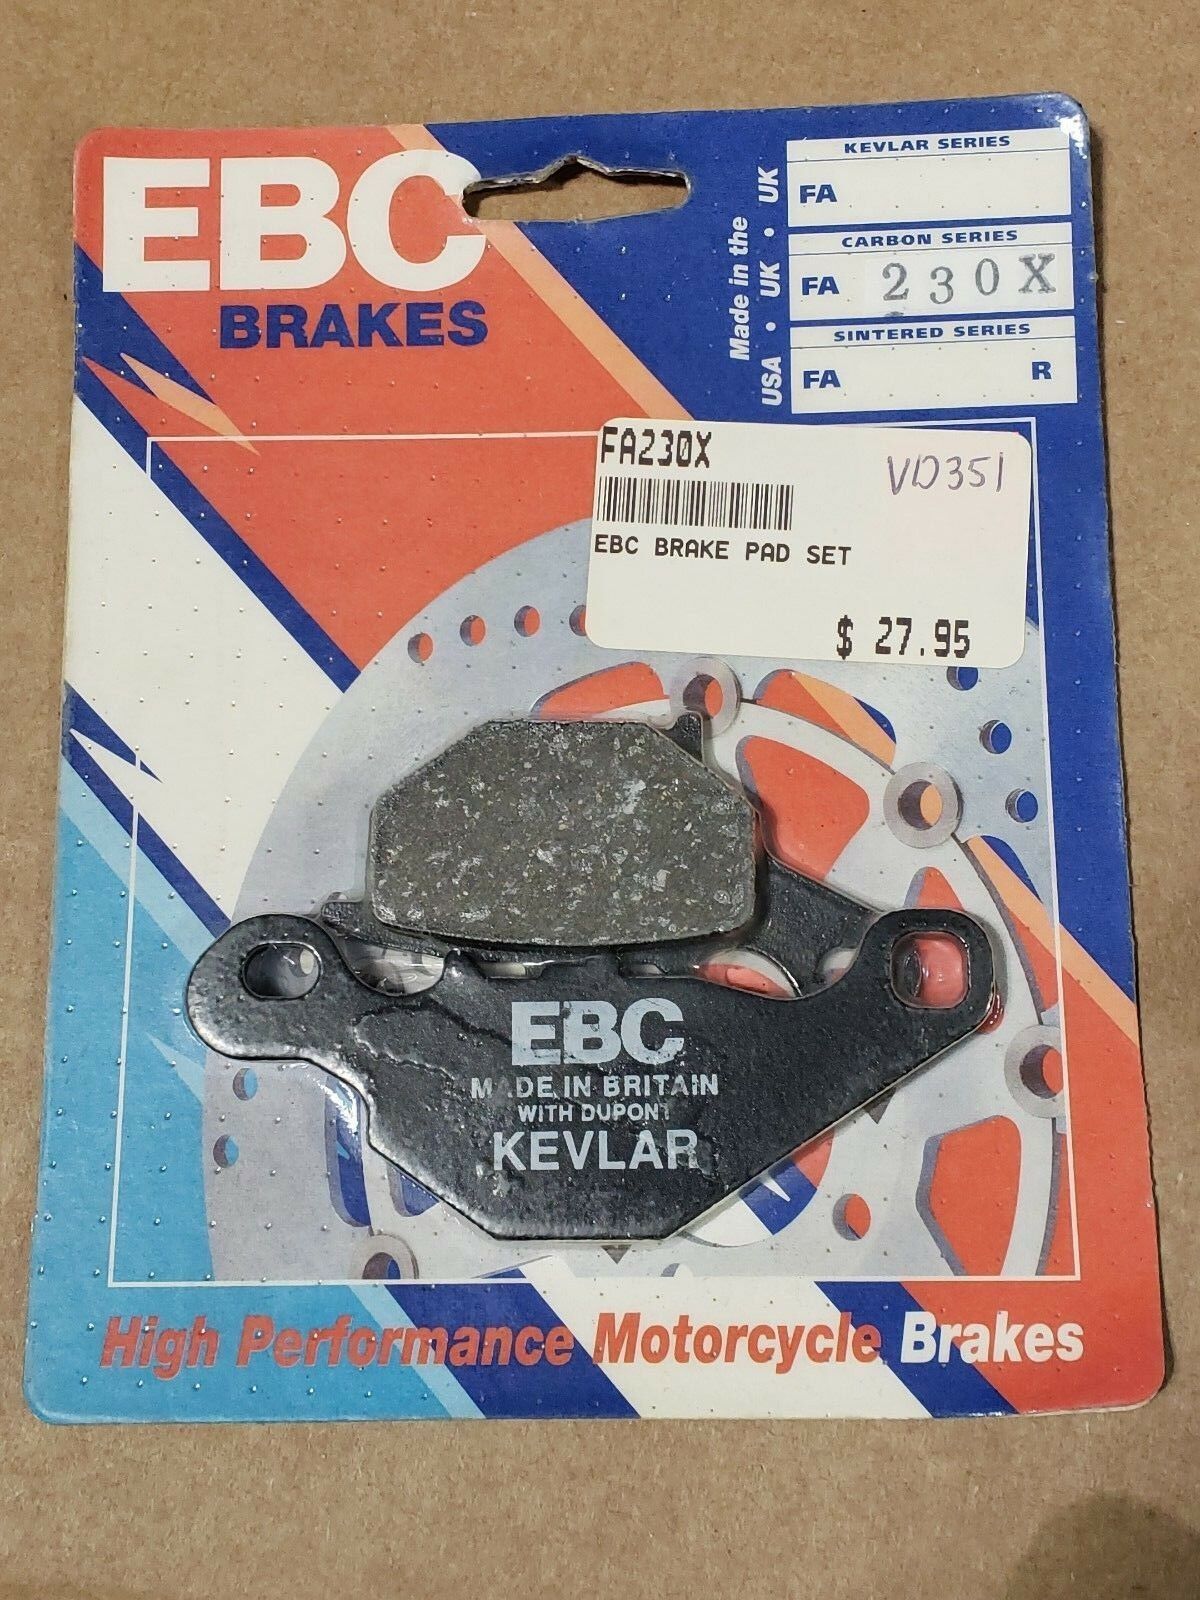 EBC
BRAKES
Made in the
USA • UK • UK
KEVLAR SERIES
FA
CARBON SERIES
FA 230X
SINTERED SERIES
FA R
FA230X
VD351
EBC BRAKE PAD SET
$ 27.95
EBC
MADE IN BRITAIN
WITH DUPONT
KEVLAR
High Performance Motorcycle Brakes